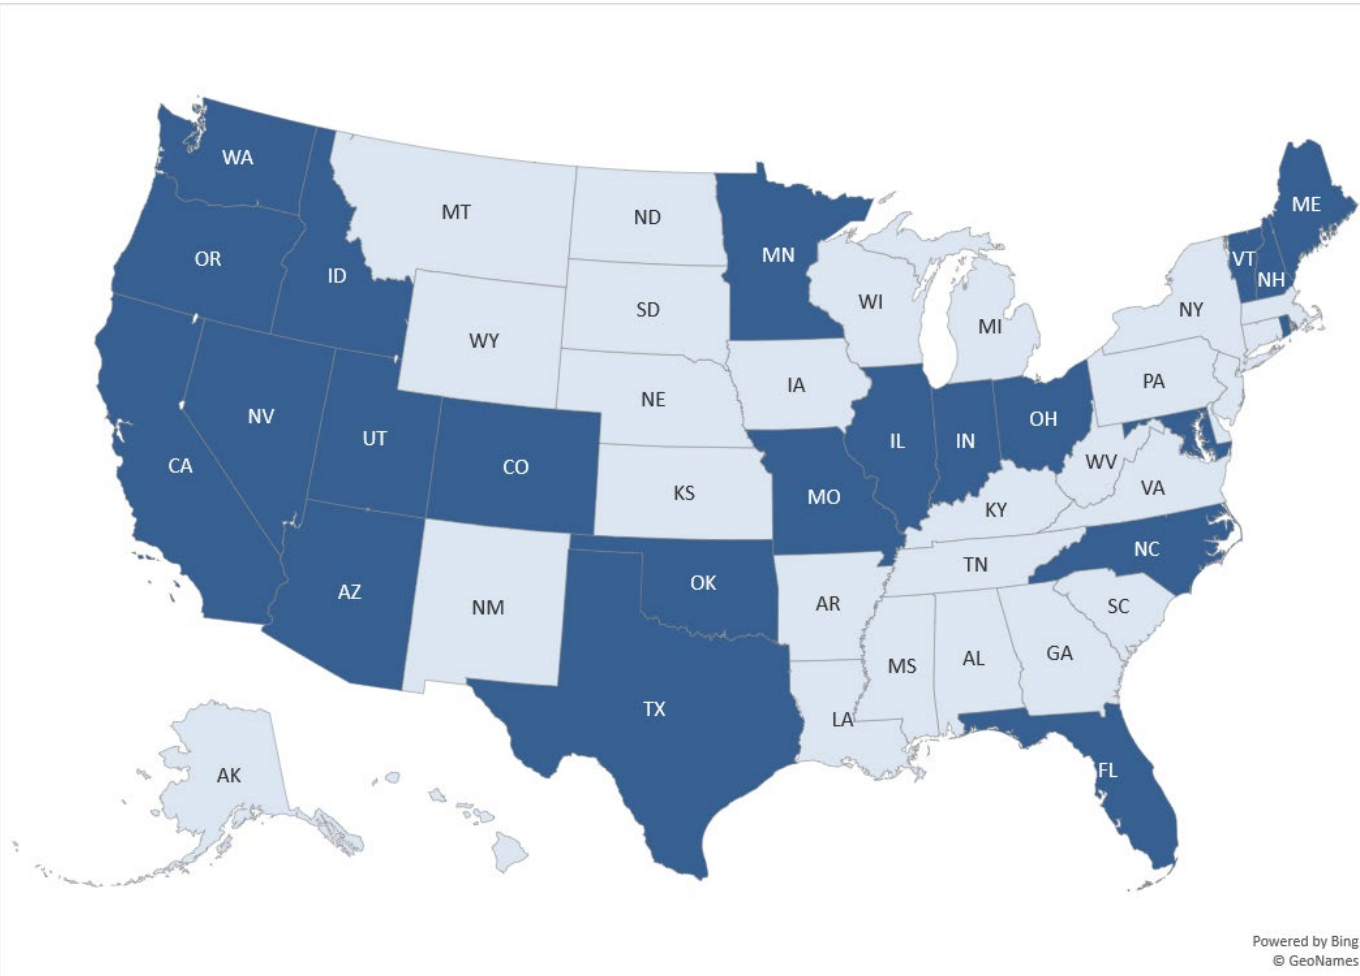 WA
MT
ND
MN
ME
OR
ID
VT
NH
SD
WI
MI
NY
WY
IA
PA
NE
NV
UT
CO
CA
IL
IN
OH
WV
VA
KS
MO
KY
NC
TN
AZ
NM
OK
AR
SC
MS
AL
GA
TX
LA
AK
FL
Powered by Bing
© GeoNames